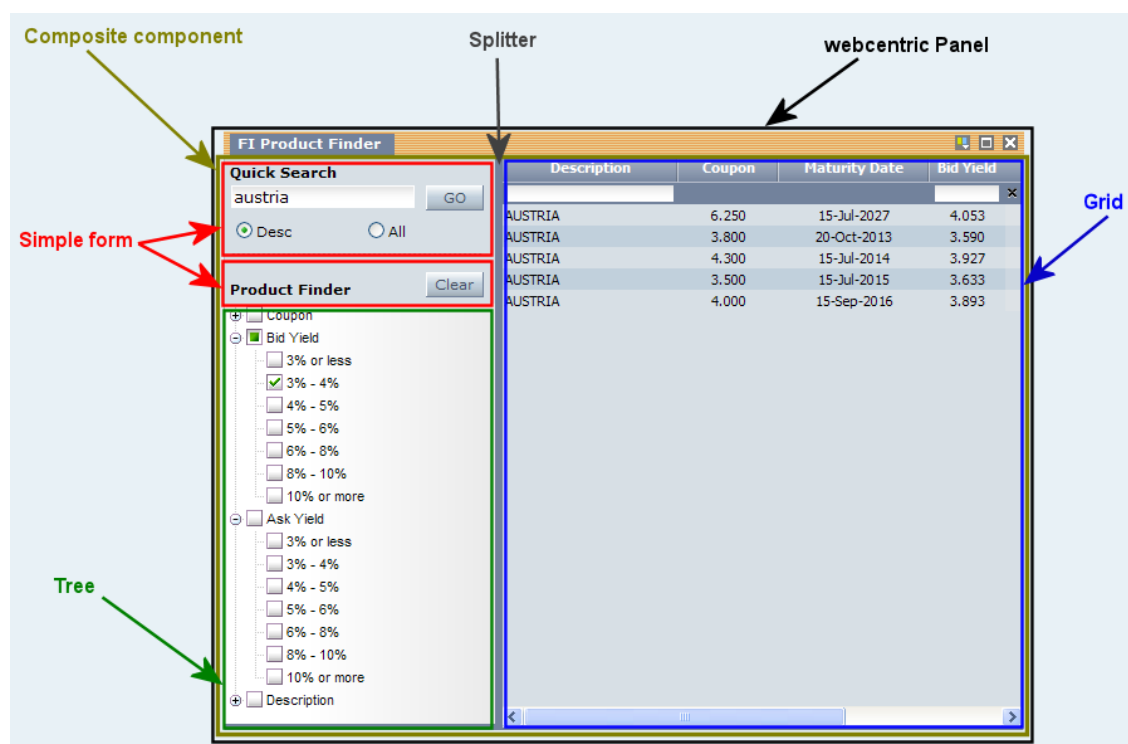 Composite component
Splitter
webcentric Panel
FI Product Finder
Quick Search
austria
GO
Desc
All
Simple form
Product Finder
Clear
Coupon
Bid Yield
3% or less
3% - 4%
4% - 5%
5% - 6%
6% - 8%
8% - 10%
10% or more
Ask Yield
3% or less
3% - 4%
4% - 5%
5% - 6%
6% - 8%
8% - 10%
10% or more
Description
Tree
Description Coupon Maturity Date Bid Yield
AUSTRIA 6.250 15-Jul-2027 4.053
AUSTRIA 3.800 20-Oct-2013 3.590
AUSTRIA 4.300 15-Jul-2014 3.927
AUSTRIA 3.500 15-Jul-2015 3.633
AUSTRIA 4.000 15-Sep-2016 3.893
Grid